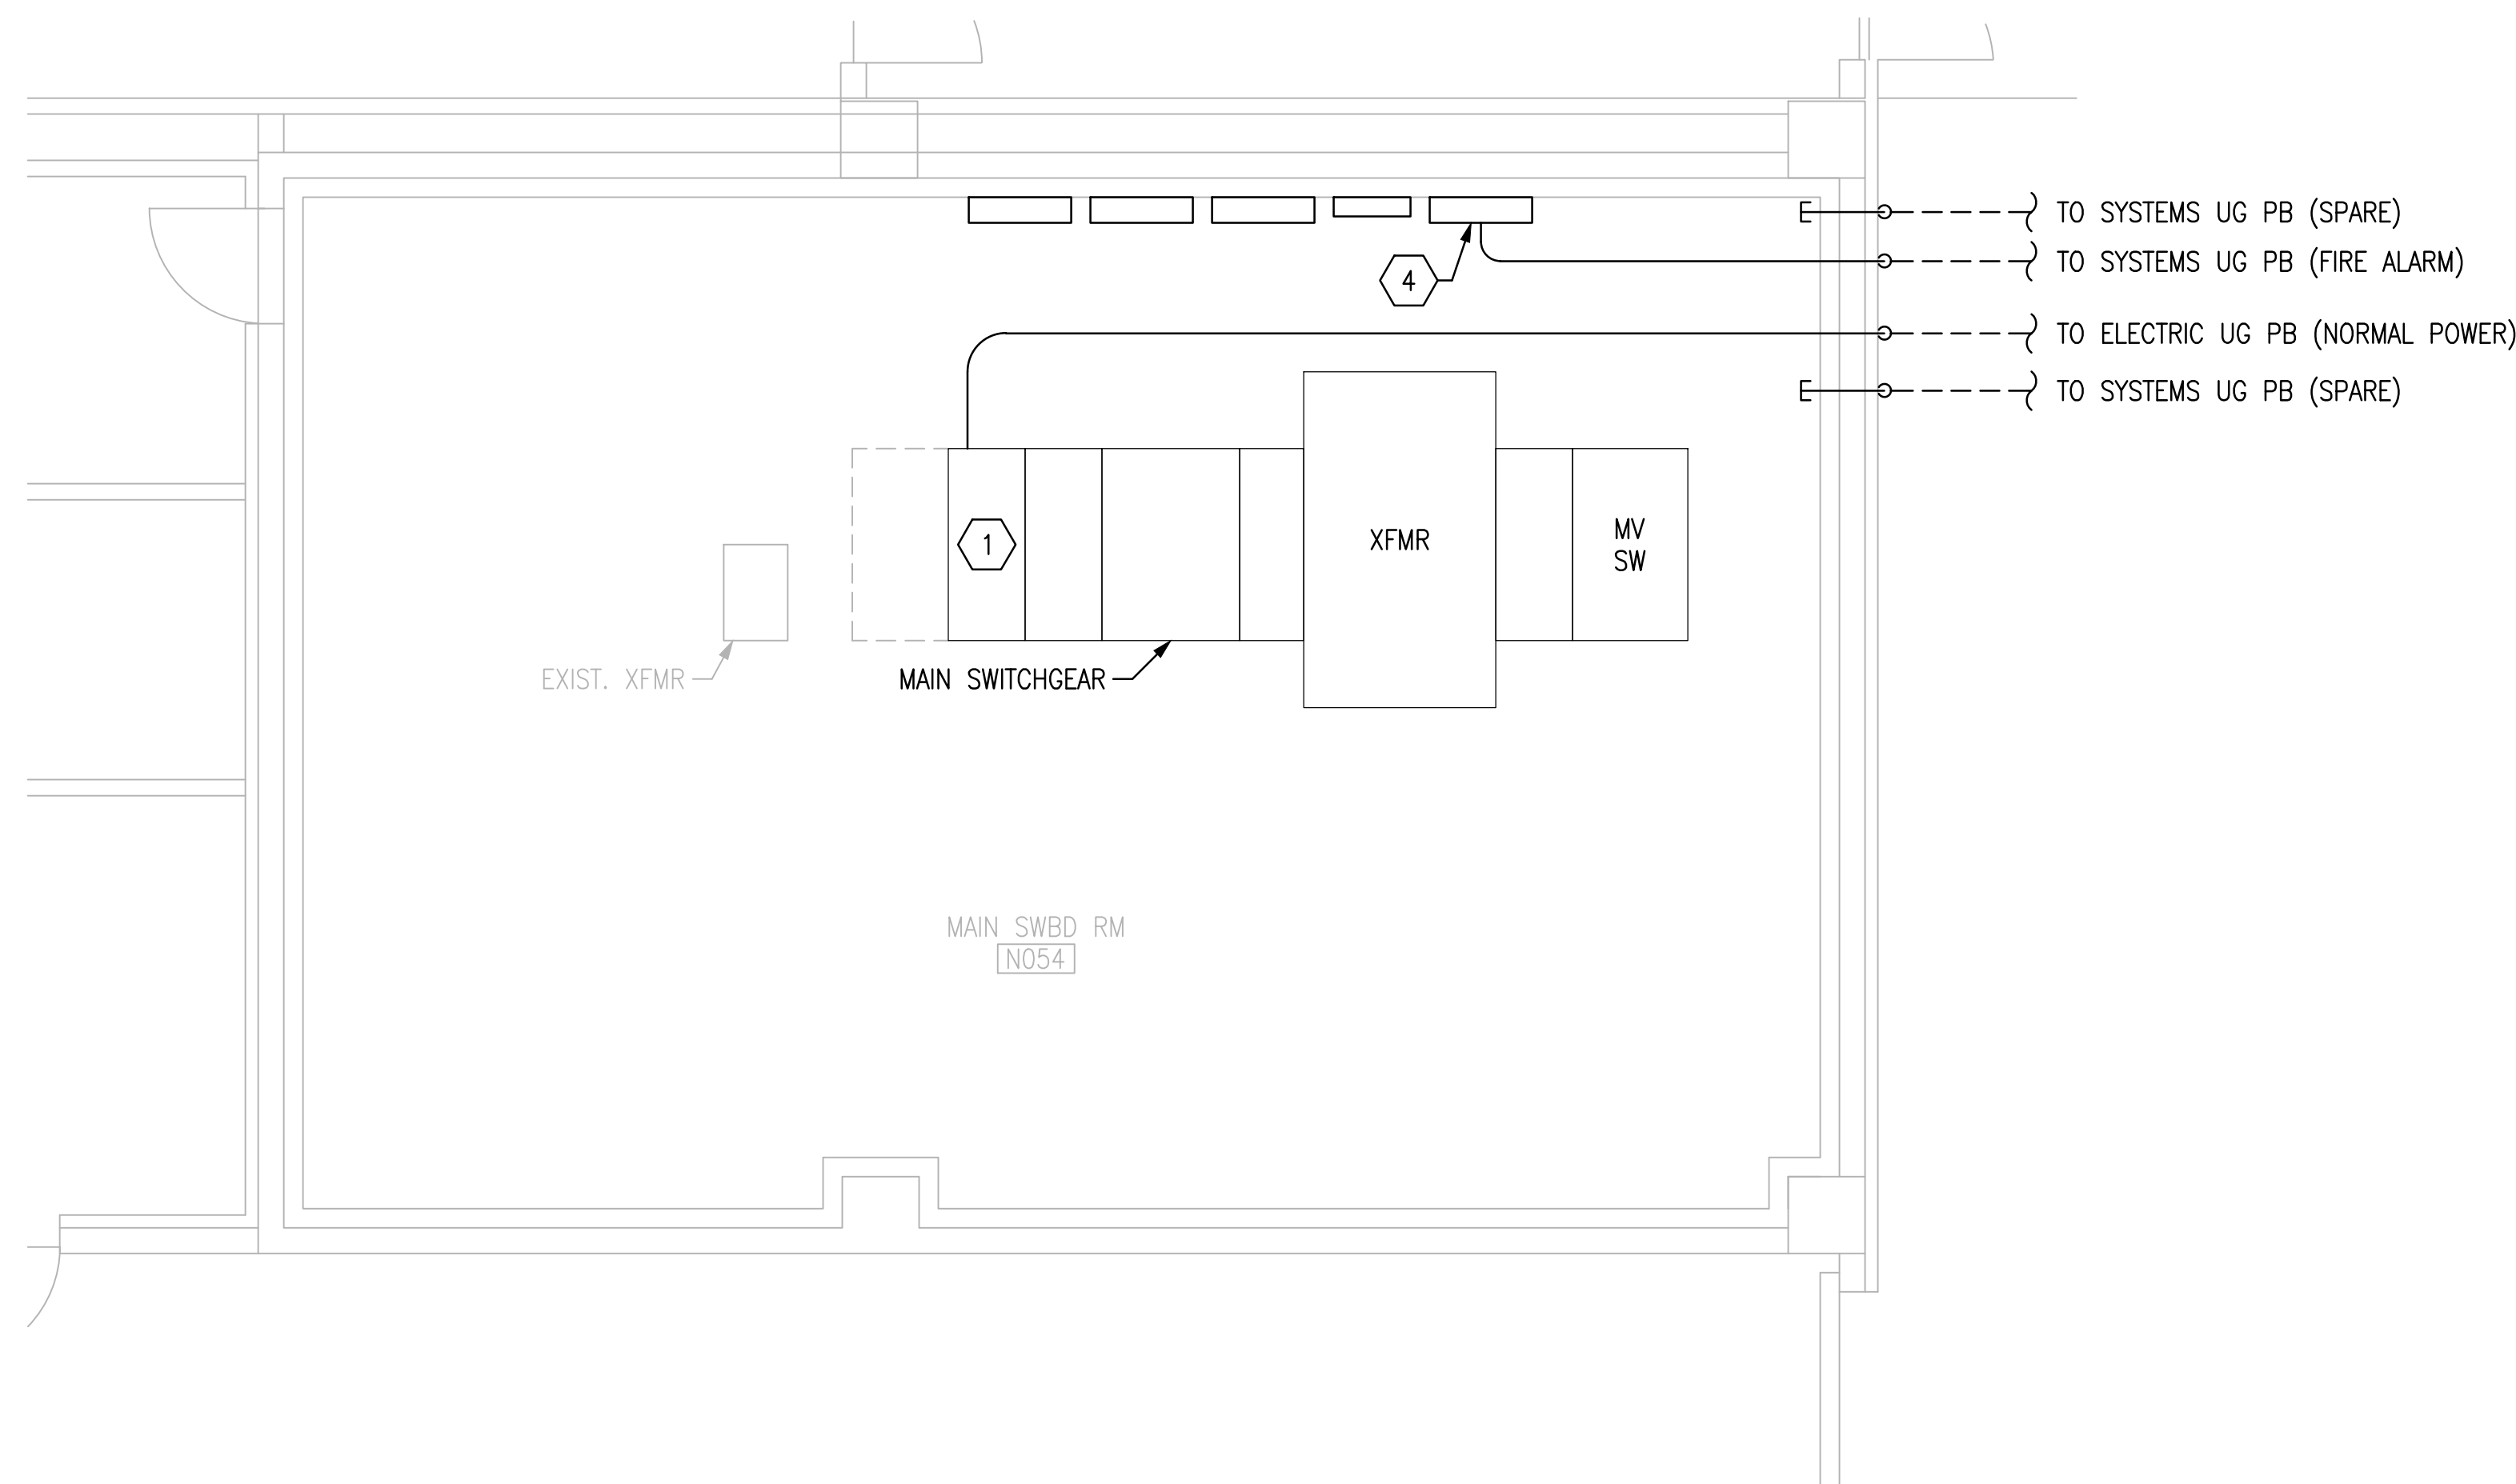 E TO SYSTEMS UG PB (SPARE)
TO SYSTEMS UG PB (FIRE ALARM)
4
TO ELECTRIC UG PB (NORMAL POWER)
E TO SYSTEMS UG PB (SPARE)
1
XFMR
MV
SW
EXIST. XFMR
MAIN SWITCHGEAR
MAIN SWBD RM
N054